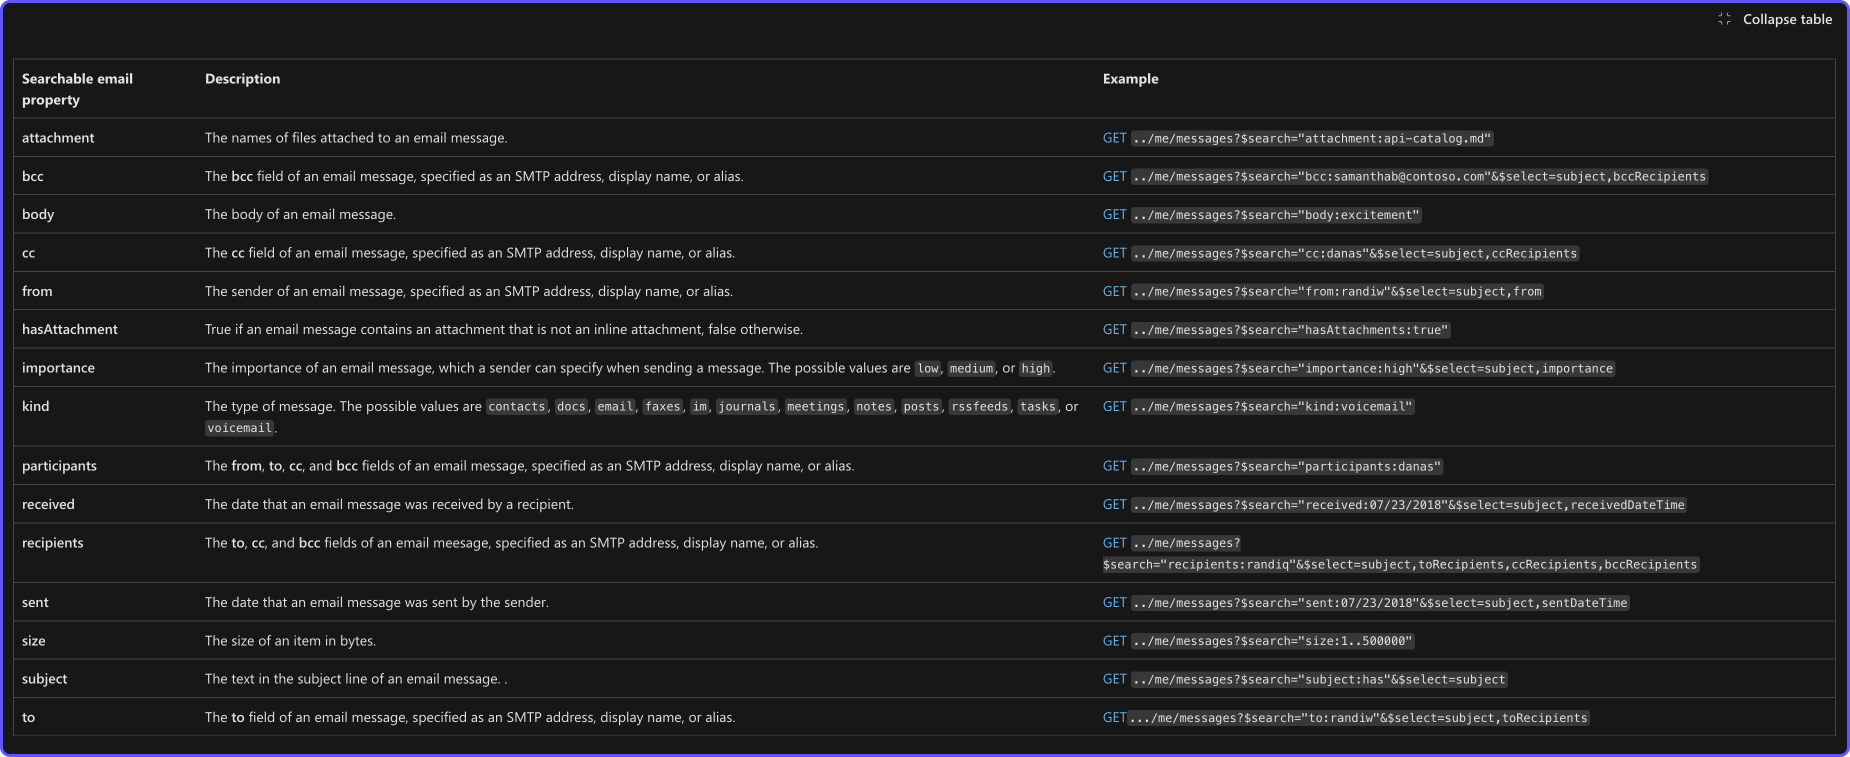 Collapse table
Searchable email property Description Example
attachment The names of files attached to an email message. GET ../me/messages?$search="attachment:api-catalog.md"
bcc The bcc field of an email message, specified as an SMTP address, display name, or alias. GET ../me/messages?$search="bcc:samanthab@contoso.com"&$select=subject,bccRecipients
body The body of an email message. GET ../me/messages?$search="body:excitement"
cc The cc field of an email message, specified as an SMTP address, display name, or alias. GET ../me/messages?$search="cc:danas"&$select=subject,ccRecipients
from The sender of an email message, specified as an SMTP address, display name, or alias. GET ../me/messages?$search="from:randiw"&$select=subject,from
hasAttachment True if an email message contains an attachment that is not an inline attachment, false otherwise. GET ../me/messages?$search="hasAttachments:true"
importance The importance of an email message, which a sender can specify when sending a message. The possible values are low, medium, or high. GET ../me/messages?$search="importance:high"&$select=subject,importance
kind The type of message. The possible values are contacts, docs, email, faxes, im, journals, meetings, notes, posts, rssfeeds, tasks, or voicemail. GET ../me/messages?$search="kind:voicemail"
participants The from, to, cc, and bcc fields of an email message, specified as an SMTP address, display name, or alias. GET ../me/messages?$search="participants:danas"
received The date that an email message was received by a recipient. GET ../me/messages?$search="received:07/23/2018"&$select=subject,receivedDateTime
recipients The to, cc, and bcc fields of an email meesage, specified as an SMTP address, display name, or alias. GET ../me/messages?$search="recipients:randiq"&$select=subject,toRecipients,ccRecipients,bccRecipients
sent The date that an email message was sent by the sender. GET ../me/messages?$search="sent:07/23/2018"&$select=subject,sentDateTime
size The size of an item in bytes. GET ../me/messages?$search="size:1..500000"
subject The text in the subject line of an email message. . GET ../me/messages?$search="subject:has"&$select=subject
to The to field of an email message, specified as an SMTP address, display name, or alias. GET.../me/messages?$search="to:randiw"&$select=subject,toRecipients